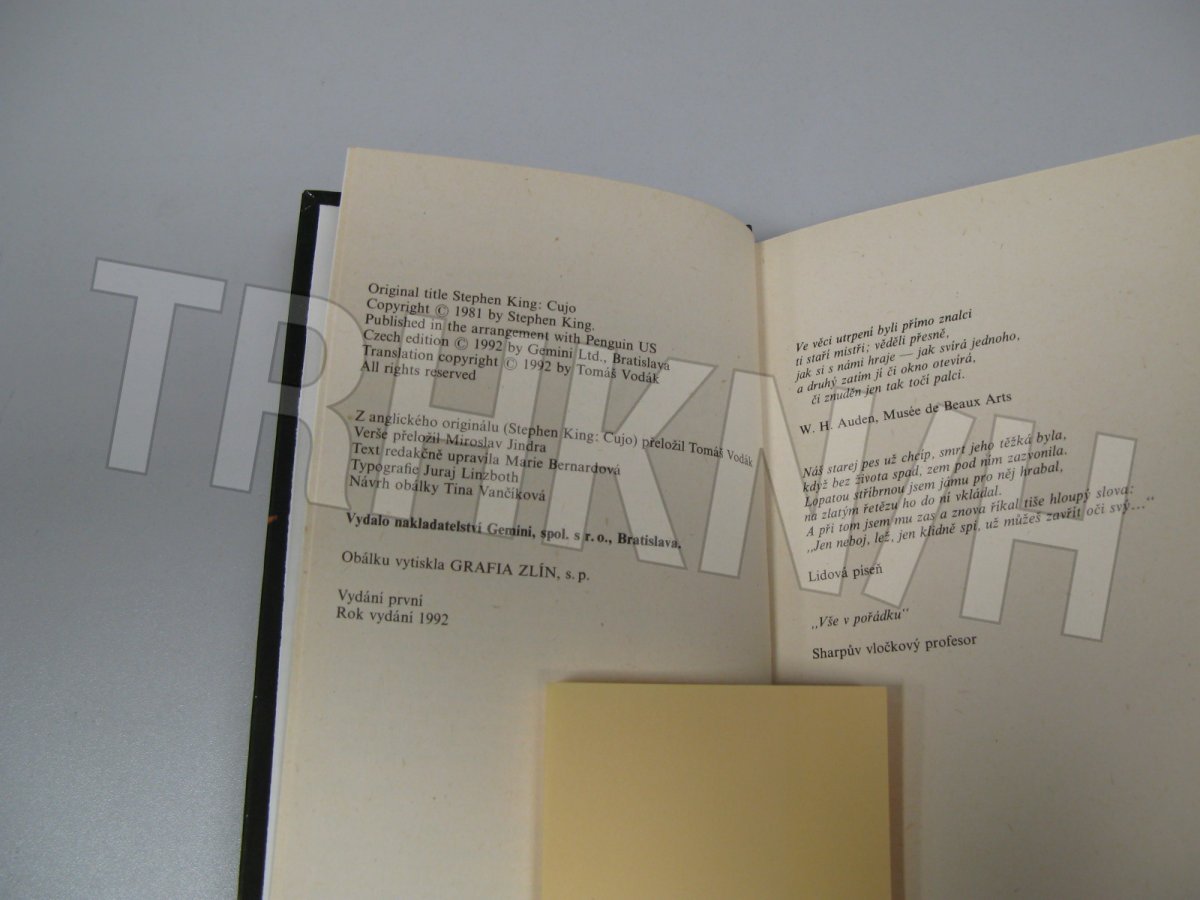 Original title Stephen King: Cujo
Copyright © 1981 by Stephen King.
Published in the arrangement with Penguin US
Czech edition © 1992 by Gemini Ltd., Bratislava
Translation copyright © 1992 by Tomáš Vodák
All rights reserved
Z anglického originálu (Stephen King: Cujo) přeložil Tomáš Vodák
Verše přeložil Miroslav Jindra
Text redakčně upravila Marie Bernardová
Typografie Juraj Linzboth
Návrh obálky Tina Vančíková
Vydalo nakladatelství Gemini, spol. s r. o., Bratislava,
Obálku vytiskla GRAFIA ZLÍN, s. p.
Vydání první
Rok vydání 1992
Ve věci utrpení byli přímo znalci
ti staří mistři; věděli přesně,
jak si s námi hraje — jak svírá jednoho,
a druhý zatím jí či okno otevírá,
či znuděn jen tak točí palci.
W. H. Auden, Musée de Beaux Arts
Náš starej pes už chcíp, smrt jeho těžká byla,
když bez života spad, zem pod ním zazvonila.
Lopatou stříbrnou jsem jámu pro něj hrabal,
na zlatým řetězu ho do ní vkládal.
A při tom jsem mu zas a znova říkal tiše hloupý slova:
„Jen neboj, lež, jen klidně spi, už můžeš zavřít oči svý…“
Lidová píseň
„Vše v pořádku“
Sharpův vločkový profesor
TRHKNIH